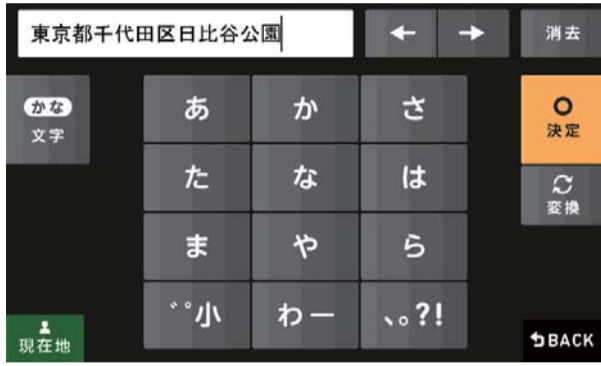 東京都千代田区日比谷公園 ← → 消去
かな
文字
あ か さ
決定
た な は
変換
ま や ら
゛゜小 わー 、。?!
現在地
BACK